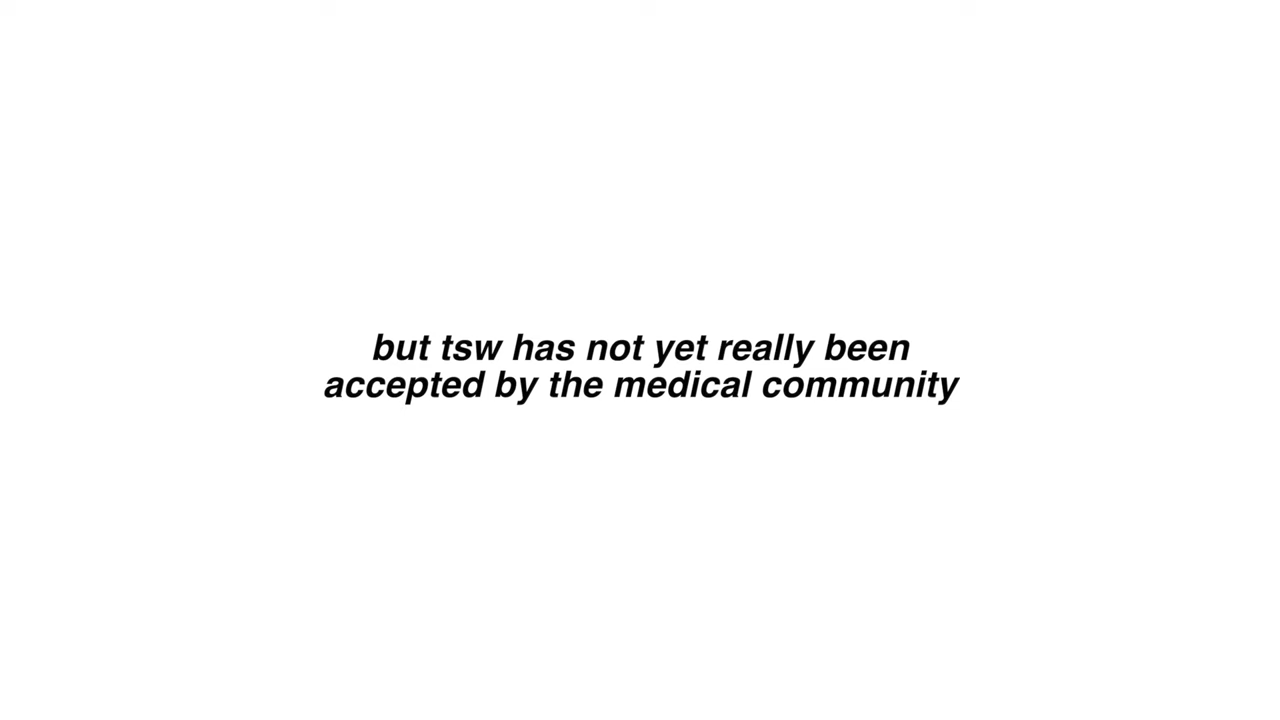 but tsw has not yet really been
accepted by the medical community